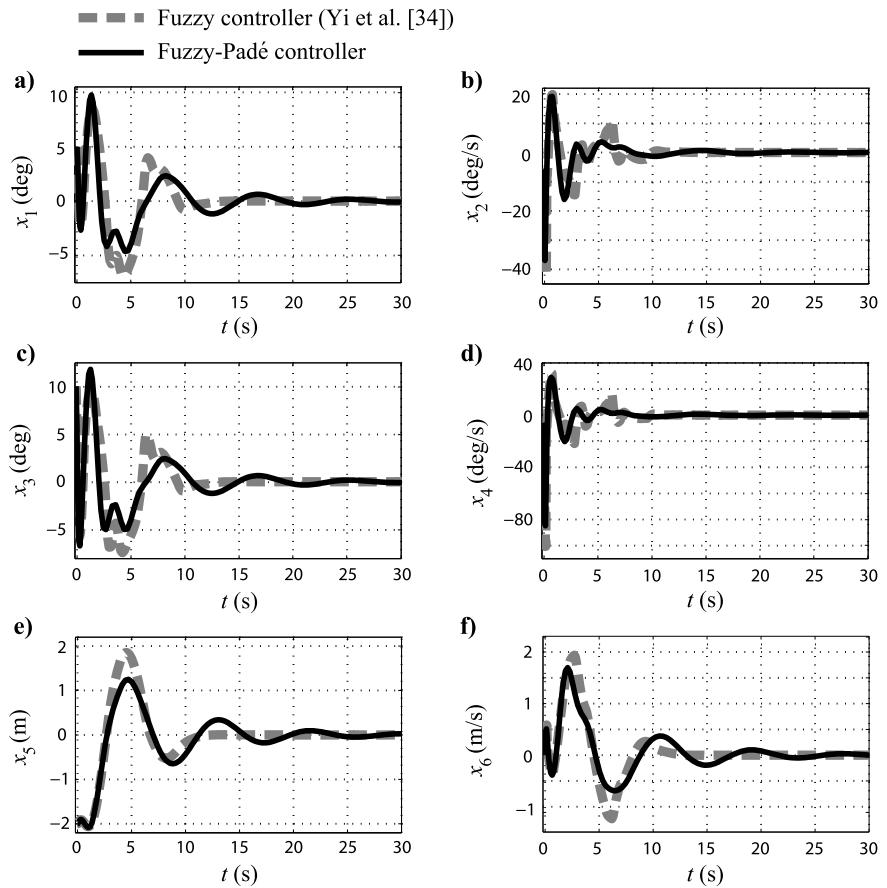 Fuzzy controller (Yi et al. [34])
Fuzzy-Padé controller
a)
10
5
0
−5
x1 (deg)
0 5 10 15 20 25 30
t (s)
b)
20
0
−20
−40
x2 (deg/s)
0 5 10 15 20 25 30
t (s)
c)
10
5
0
−5
x3 (deg)
0 5 10 15 20 25 30
t (s)
d)
40
0
−40
−80
x4 (deg/s)
0 5 10 15 20 25 30
t (s)
e)
2
1
0
−1
−2
x5 (m)
0 5 10 15 20 25 30
t (s)
f)
2
1
0
−1
x6 (m/s)
0 5 10 15 20 25 30
t (s)